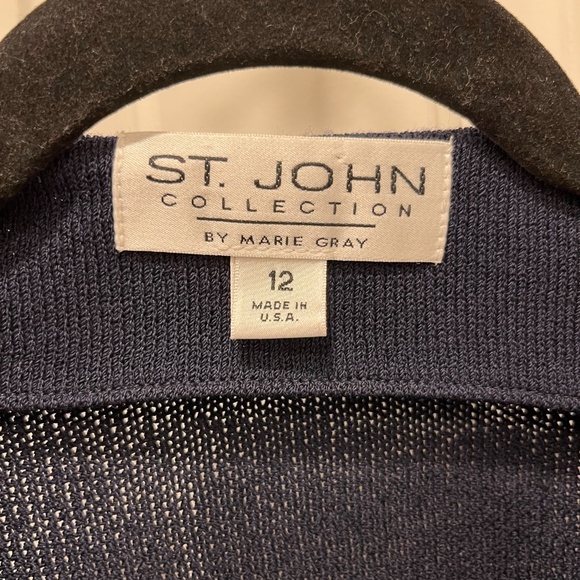 ST. JOHN
COLLECTION
BY MARIE GRAY
12
MADE IN
U.S.A.